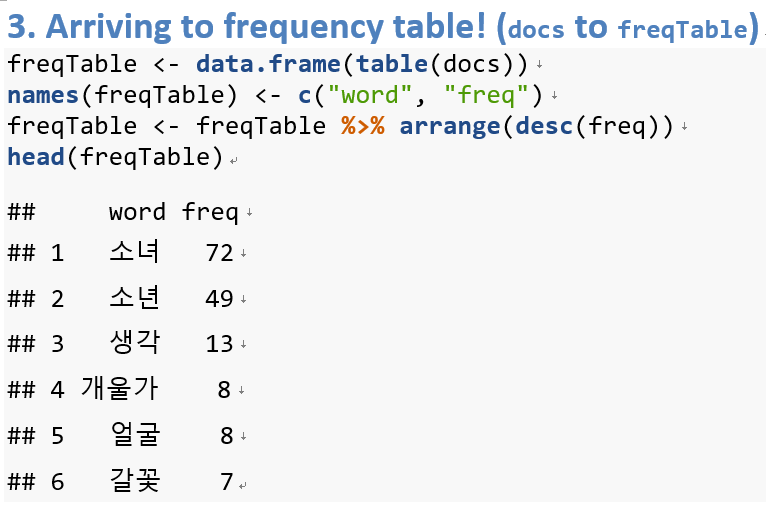 3. Arriving to frequency table! (docs to freqTable)
freqTable <- data.frame(table(docs))
names(freqTable) <- c("word", "freq")
freqTable <- freqTable %>% arrange(desc(freq))
head(freqTable)
## word freq
## 1 소녀 72
## 2 소년 49
## 3 생각 13
## 4 개울가 8
## 5 얼굴 8
## 6 갈꽃 7